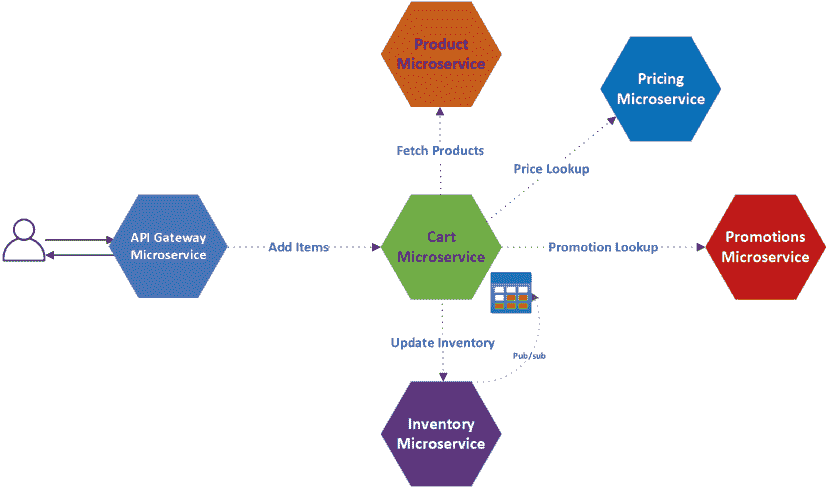 Product
Microservice
Pricing
Microservice
Fetch Products
Price Lookup
API Gateway
Microservice
Add Items
Cart
Microservice
Promotion Lookup
Promotions
Microservice
Update Inventory
Pub/sub
Inventory
Microservice